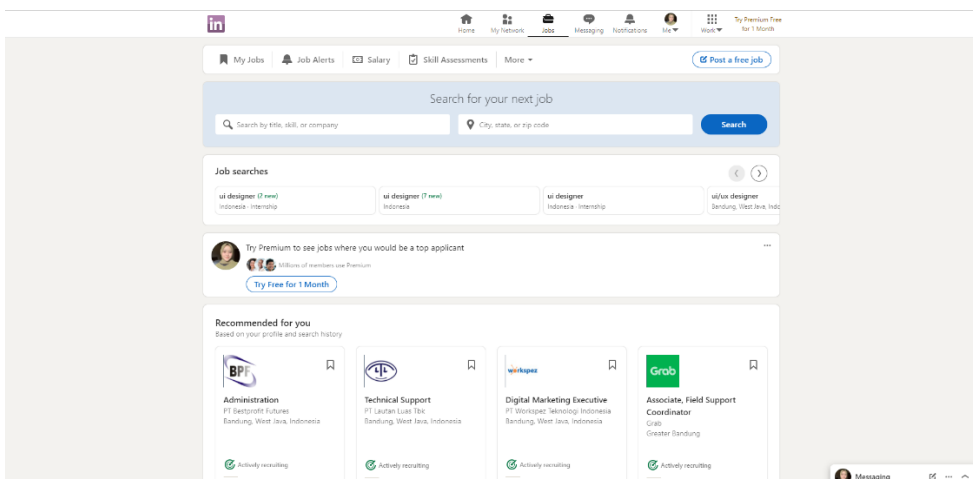 in
Home
My Network
Jobs
Messaging
Notifications
Me
Work
Try Premium Free
for 1 Month
My Jobs
Job Alerts
Salary
Skill Assessments
More
Post a free job
Search for your next job
Search by title, skill, or company
City, state, or zip code
Search
Job searches
ui designer (2 new)
Indonesia · Internship
ui designer (7 new)
Indonesia
ui designer
Indonesia · Internship
ui/ux designer
Bandung, West Java, Indo
Try Premium to see jobs where you would be a top applicant
Millions of members use Premium
Try Free for 1 Month
Recommended for you
Based on your profile and search history
BPF
Administration
PT Bestprofit Futures
Bandung, West Java, Indonesia
Actively recruiting
LTL
Technical Support
PT Lautan Luas Tbk
Bandung, West Java, Indonesia
Actively recruiting
workspez
Digital Marketing Executive
PT Workspez Teknologi Indonesia
Bandung, West Java, Indonesia
Actively recruiting
Grab
Associate, Field Support
Coordinator
Grab
Greater Bandung
Actively recruiting
Messaging